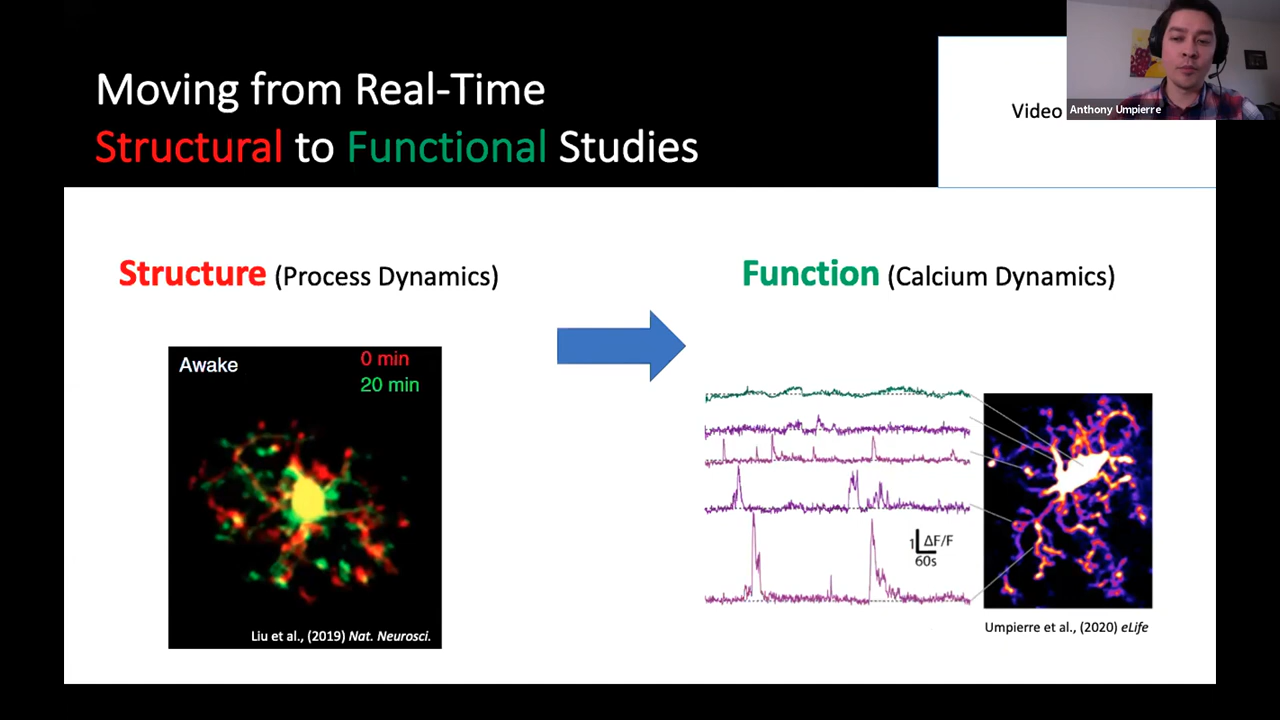 Moving from Real-Time
Structural to Functional Studies
Video
Anthony Umpierre
Structure (Process Dynamics)
Function (Calcium Dynamics)
Awake
0 min
20 min
Liu et al., (2019) Nat. Neurosci.
1 ΔF/F
60s
Umpierre et al., (2020) eLife